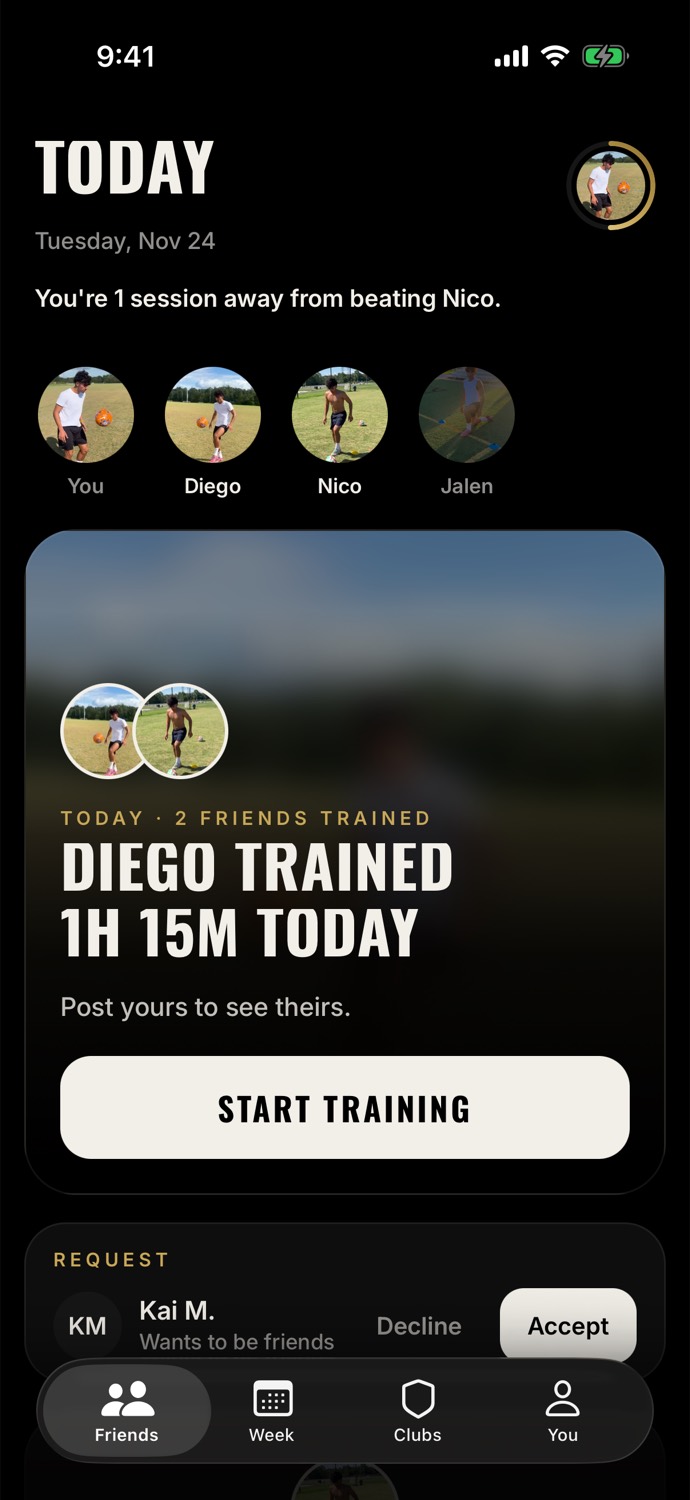 9:41
TODAY
Tuesday, Nov 24
You're 1 session away from beating Nico.
You
Diego
Nico
Jalen
TODAY · 2 FRIENDS TRAINED
DIEGO TRAINED
1H 15M TODAY
Post yours to see theirs.
START TRAINING
REQUEST
KM
Kai M.
Wants to be friends
Decline
Accept
Friends
Week
Clubs
You